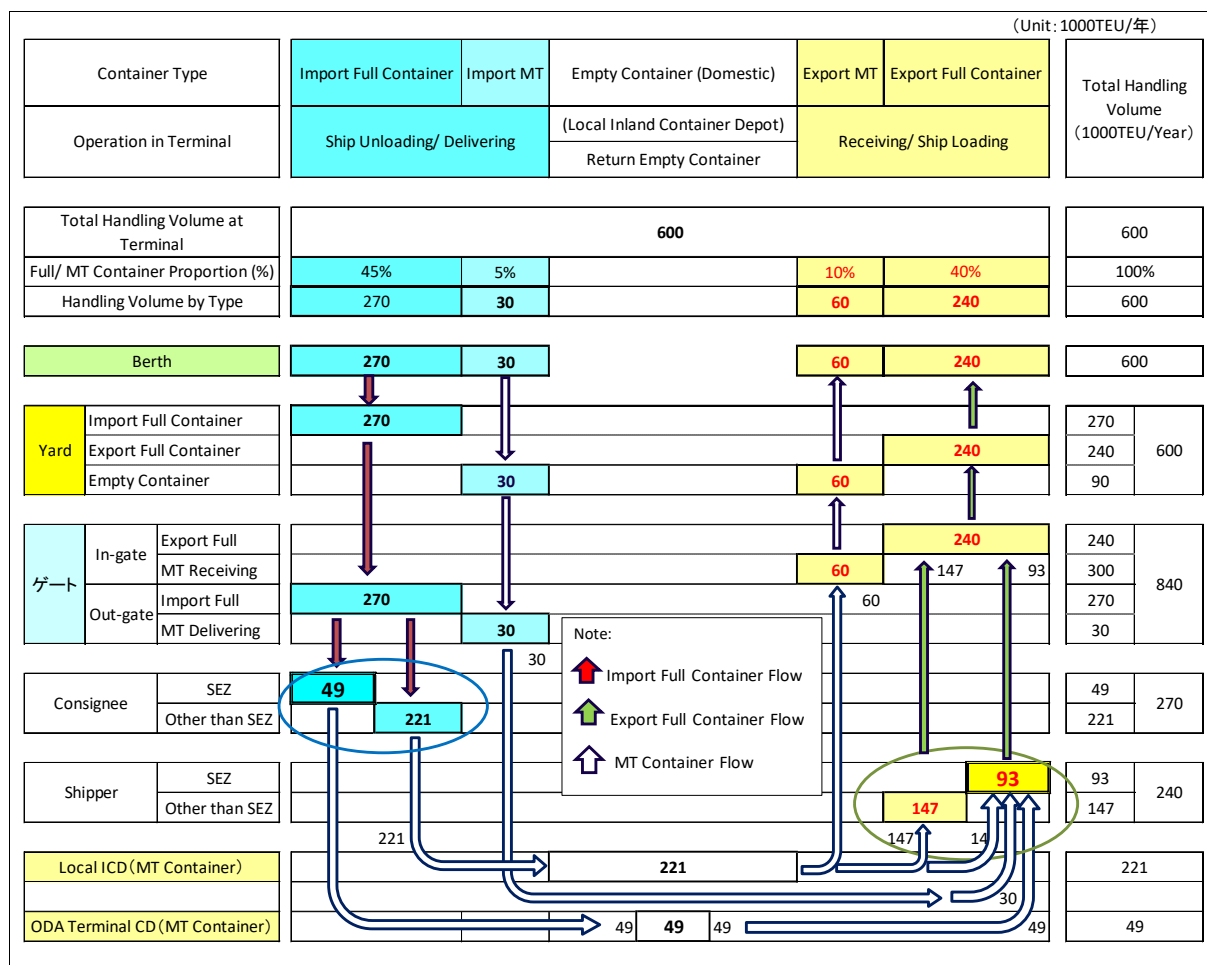 (Unit：1000TEU/年)
Container Type
Import Full Container
Import MT
Empty Container (Domestic)
Export MT
Export Full Container
Total Handling
Volume
(1000TEU/Year)
Operation in Terminal
Ship Unloading/ Delivering
(Local Inland Container Depot)
Return Empty Container
Receiving/ Ship Loading
Total Handling Volume at
Terminal
600
600
Full/ MT Container Proportion (%)
45%
5%
10%
40%
100%
Handling Volume by Type
270
30
60
240
600
Berth
270
30
60
240
600
Yard
Import Full Container
270
270
Export Full Container
240
240
600
Empty Container
30
60
90
ゲート
In-gate
Export Full
240
240
MT Receiving
60
147
93
300
840
Out-gate
Import Full
270
60
270
MT Delivering
30
30
30
Note:
Import Full Container Flow
Export Full Container Flow
MT Container Flow
Consignee
SEZ
49
49
270
Other than SEZ
221
221
Shipper
SEZ
93
93
240
Other than SEZ
147
147
221
147
14
Local ICD（MT Container）
221
221
30
ODA Terminal CD（MT Container）
49
49
49
49
49